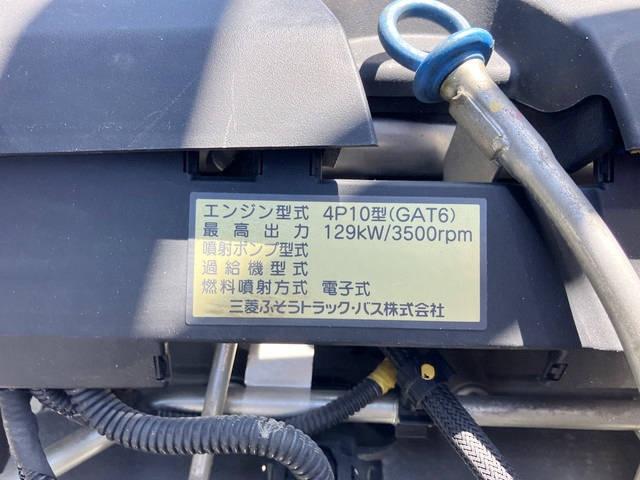 エンジン型式 4P10型(GAT6)
最高出力 129kW/3500rpm
噴射ポンプ型式
過給機型式
燃料噴射方式 電子式
三菱ふそうトラック・バス株式会社